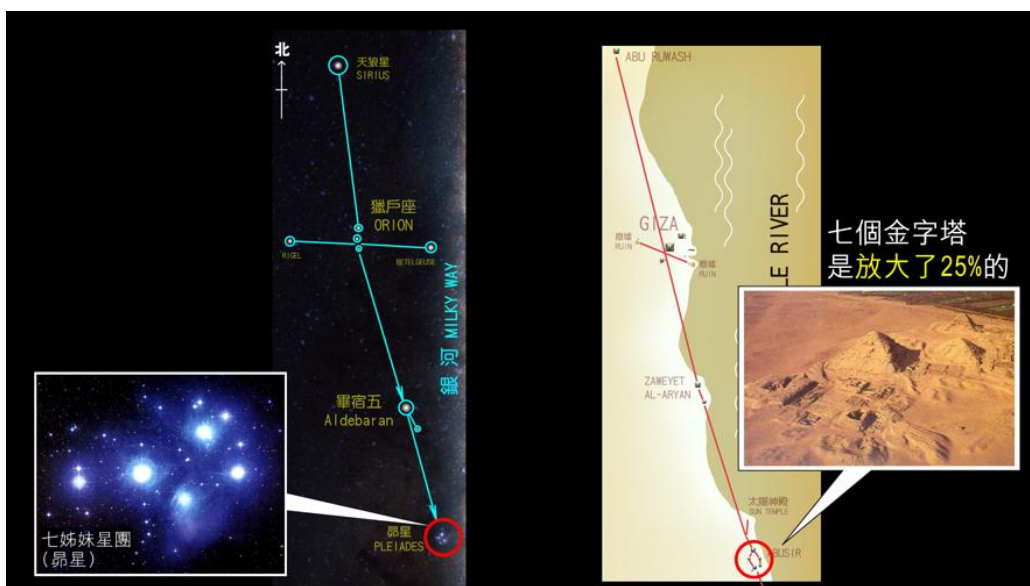 北
天狼星
SIRIUS
獵戶座
ORION
RIGEL
BETELGEUSE
銀河 MILKY WAY
畢宿五
Aldebaran
昴星
PLEIADES
七姊妹星團
(昴星)
ABU RUWASH
GIZA
廢墟
RUIN
廢墟
RUIN
LE RIVER
ZAWEYET
AL-ARYAN
太陽神殿
SUN TEMPLE
ABUSIR
七個金字塔
是放大了25%的